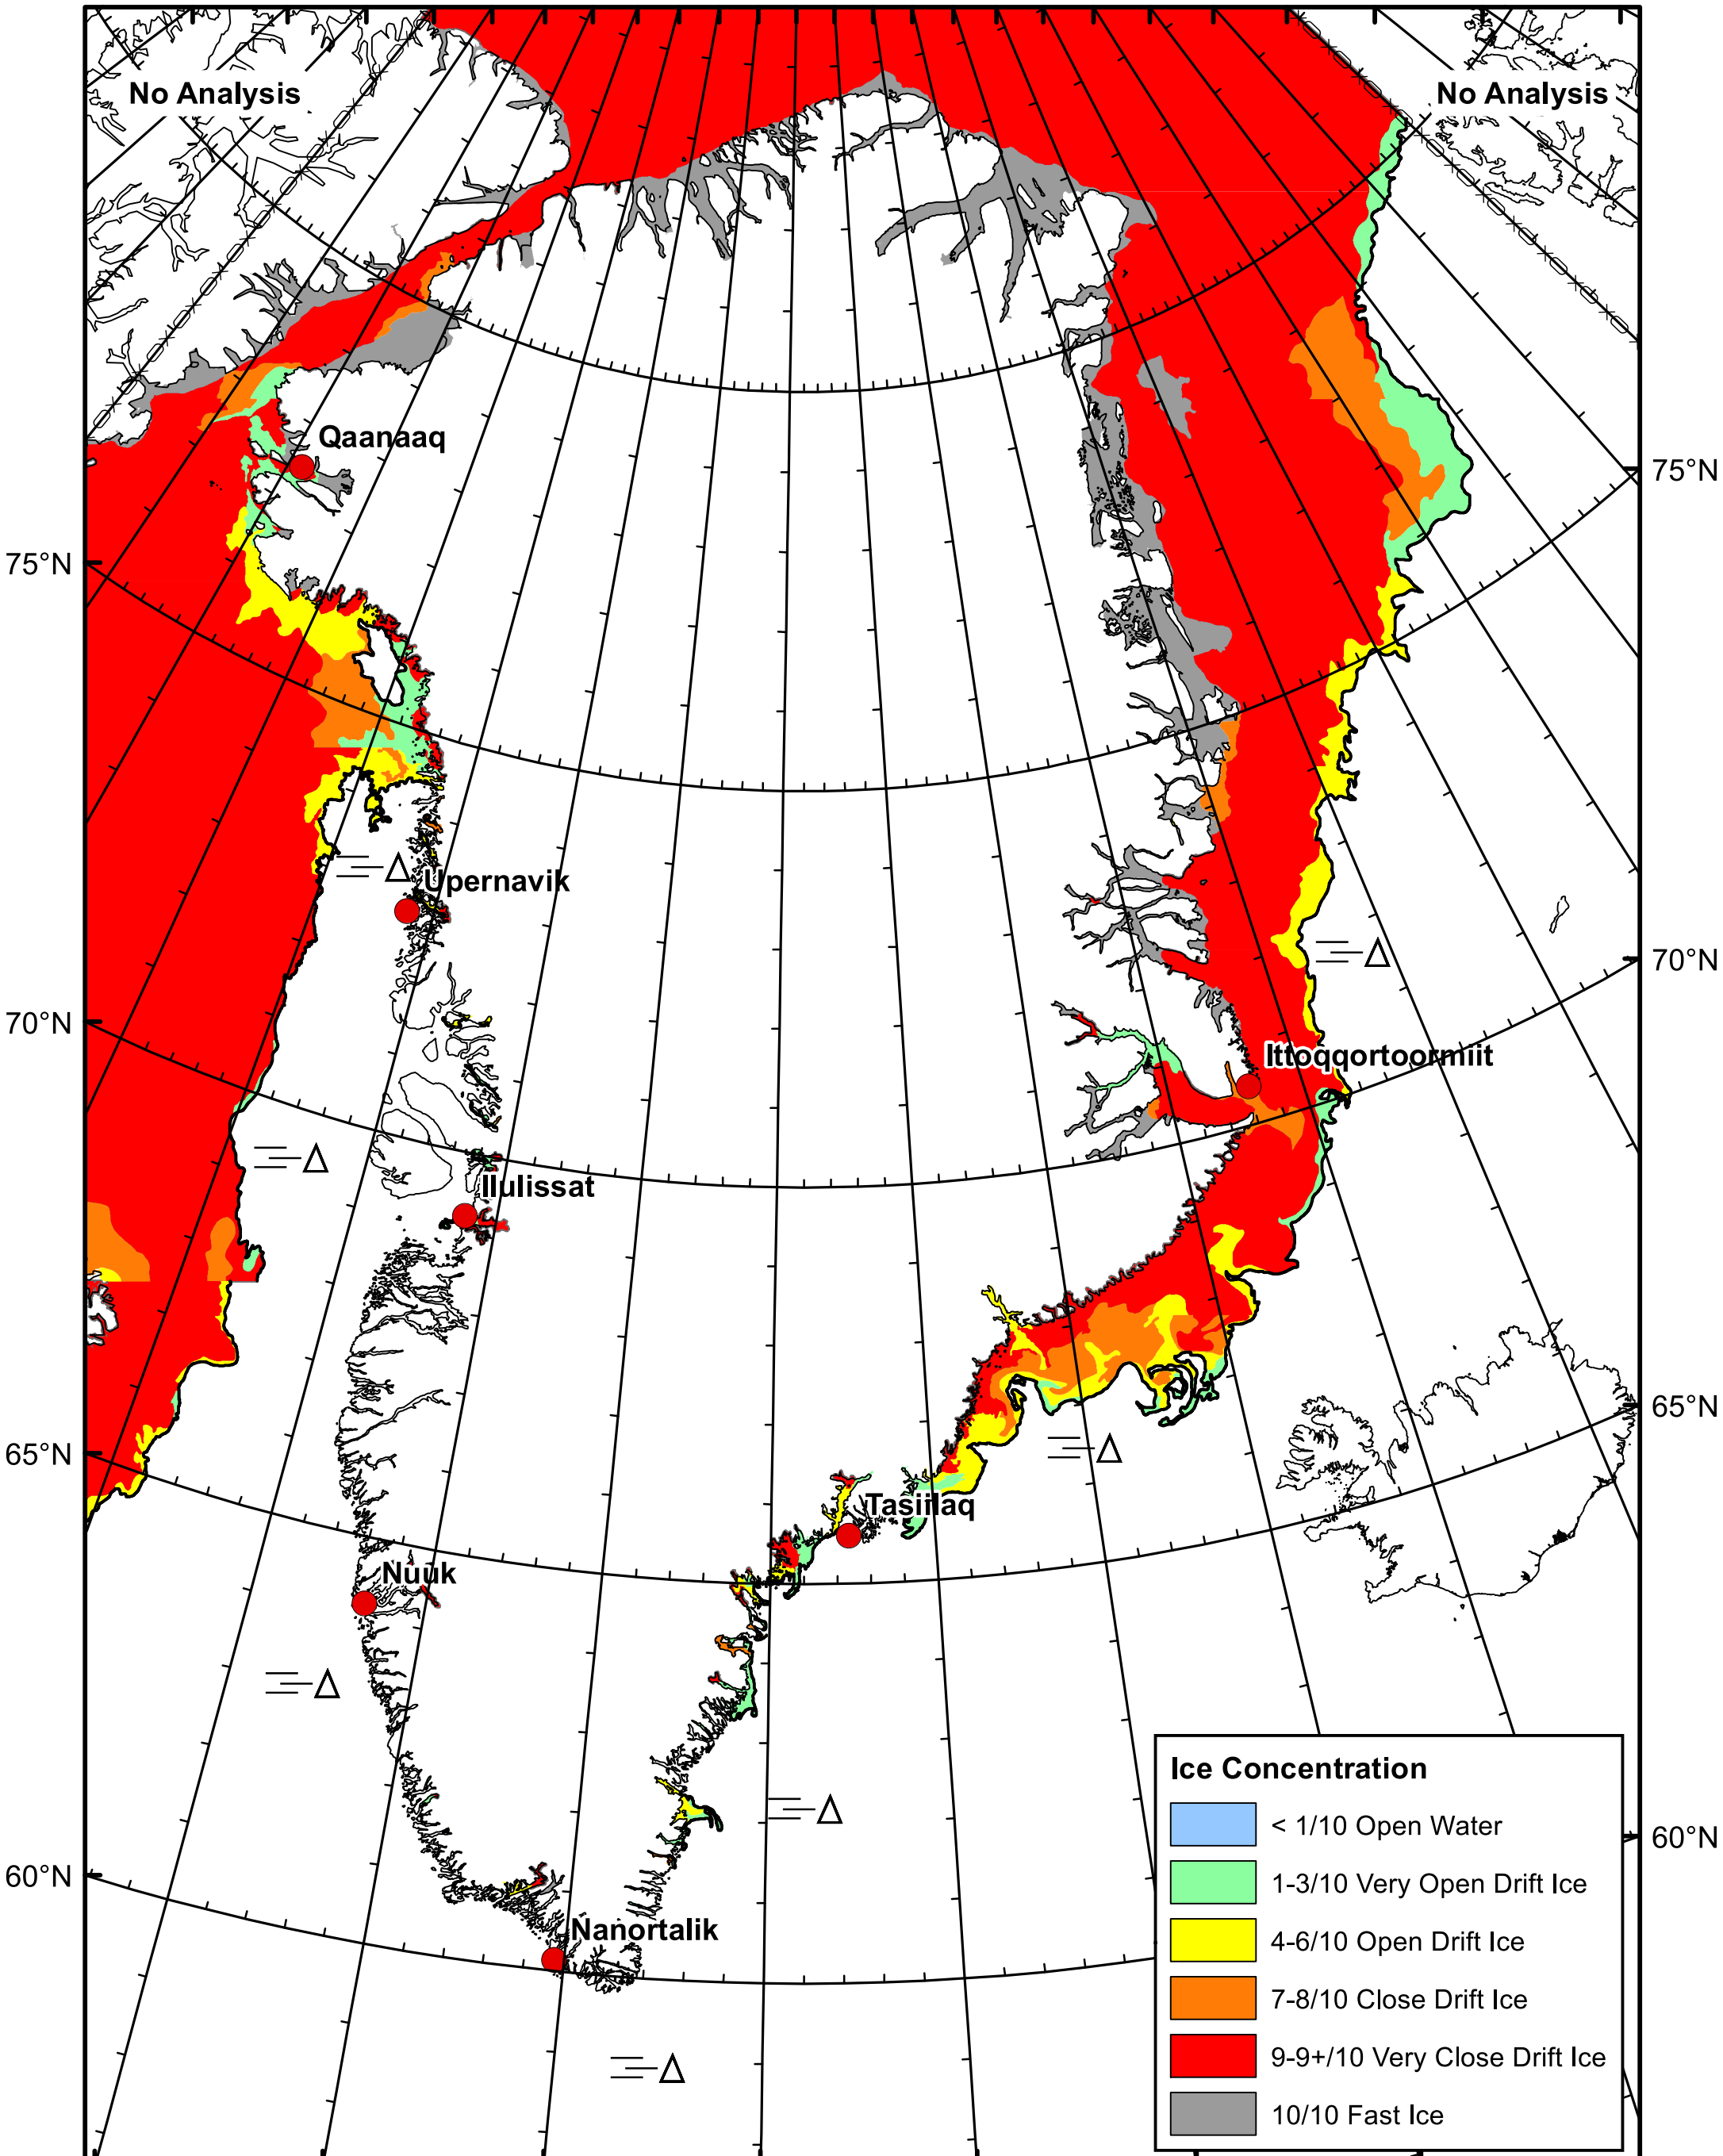 No Analysis
No Analysis
Qaanaaq
75°N
75°N
Upernavik
70°N
70°N
Ittoqqortoormiit
Ilulissat
65°N
65°N
Tasiilaq
Nuuk
60°N
60°N
Nanortalik
Ice Concentration
< 1/10 Open Water
1-3/10 Very Open Drift Ice
4-6/10 Open Drift Ice
7-8/10 Close Drift Ice
9-9+/10 Very Close Drift Ice
10/10 Fast Ice